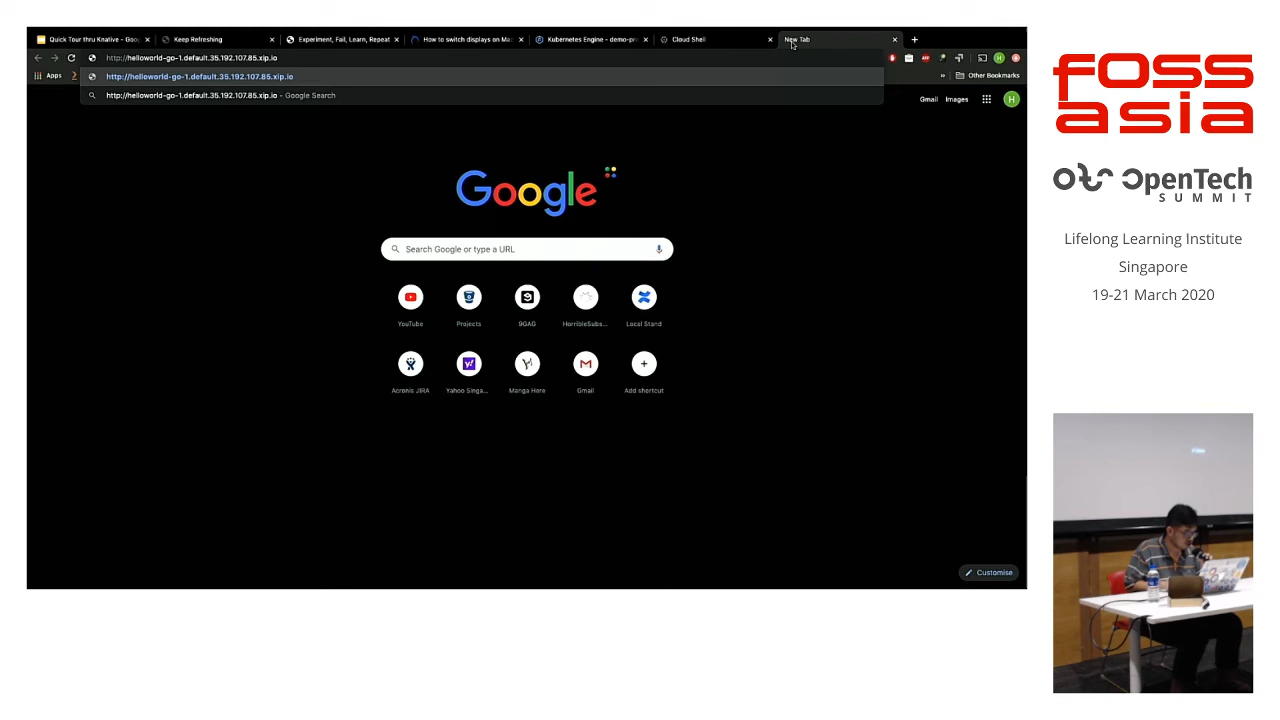 Quick Tour thru Knative - Goo
Keep Refreshing
Experiment, Fail, Learn, Repeat
How to switch displays on Mac
Kubernetes Engine - demo-pr
Cloud Shell
New Tab
http://helloworld-go-1.default.35.192.107.85.xip.io
Apps
http://helloworld-go-1.default.35.192.107.85.xip.io
Other Bookmarks
http://helloworld-go-1.default.35.192.107.85.xip.io - Google Search
Gmail Images
H
Google
Search Google or type a URL
YouTube Projects 9GAG HorribleSubs... Local Stand
Acronis JIRA Yahoo Singa... Manga Here Gmail Add shortcut
Customise
FOSS
asia
OpenTech
SUMMIT
Lifelong Learning Institute
Singapore
19-21 March 2020